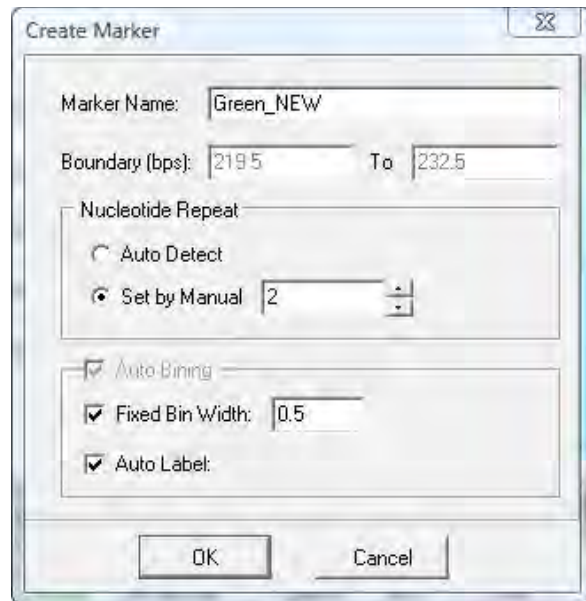 Create Marker
Marker Name: Green_NEW
Boundary (bps): 219.5 To 232.5
Nucleotide Repeat
Auto Detect
Set by Manual 2
Auto Bining
Fixed Bin Width: 0.5
Auto Label:
OK Cancel